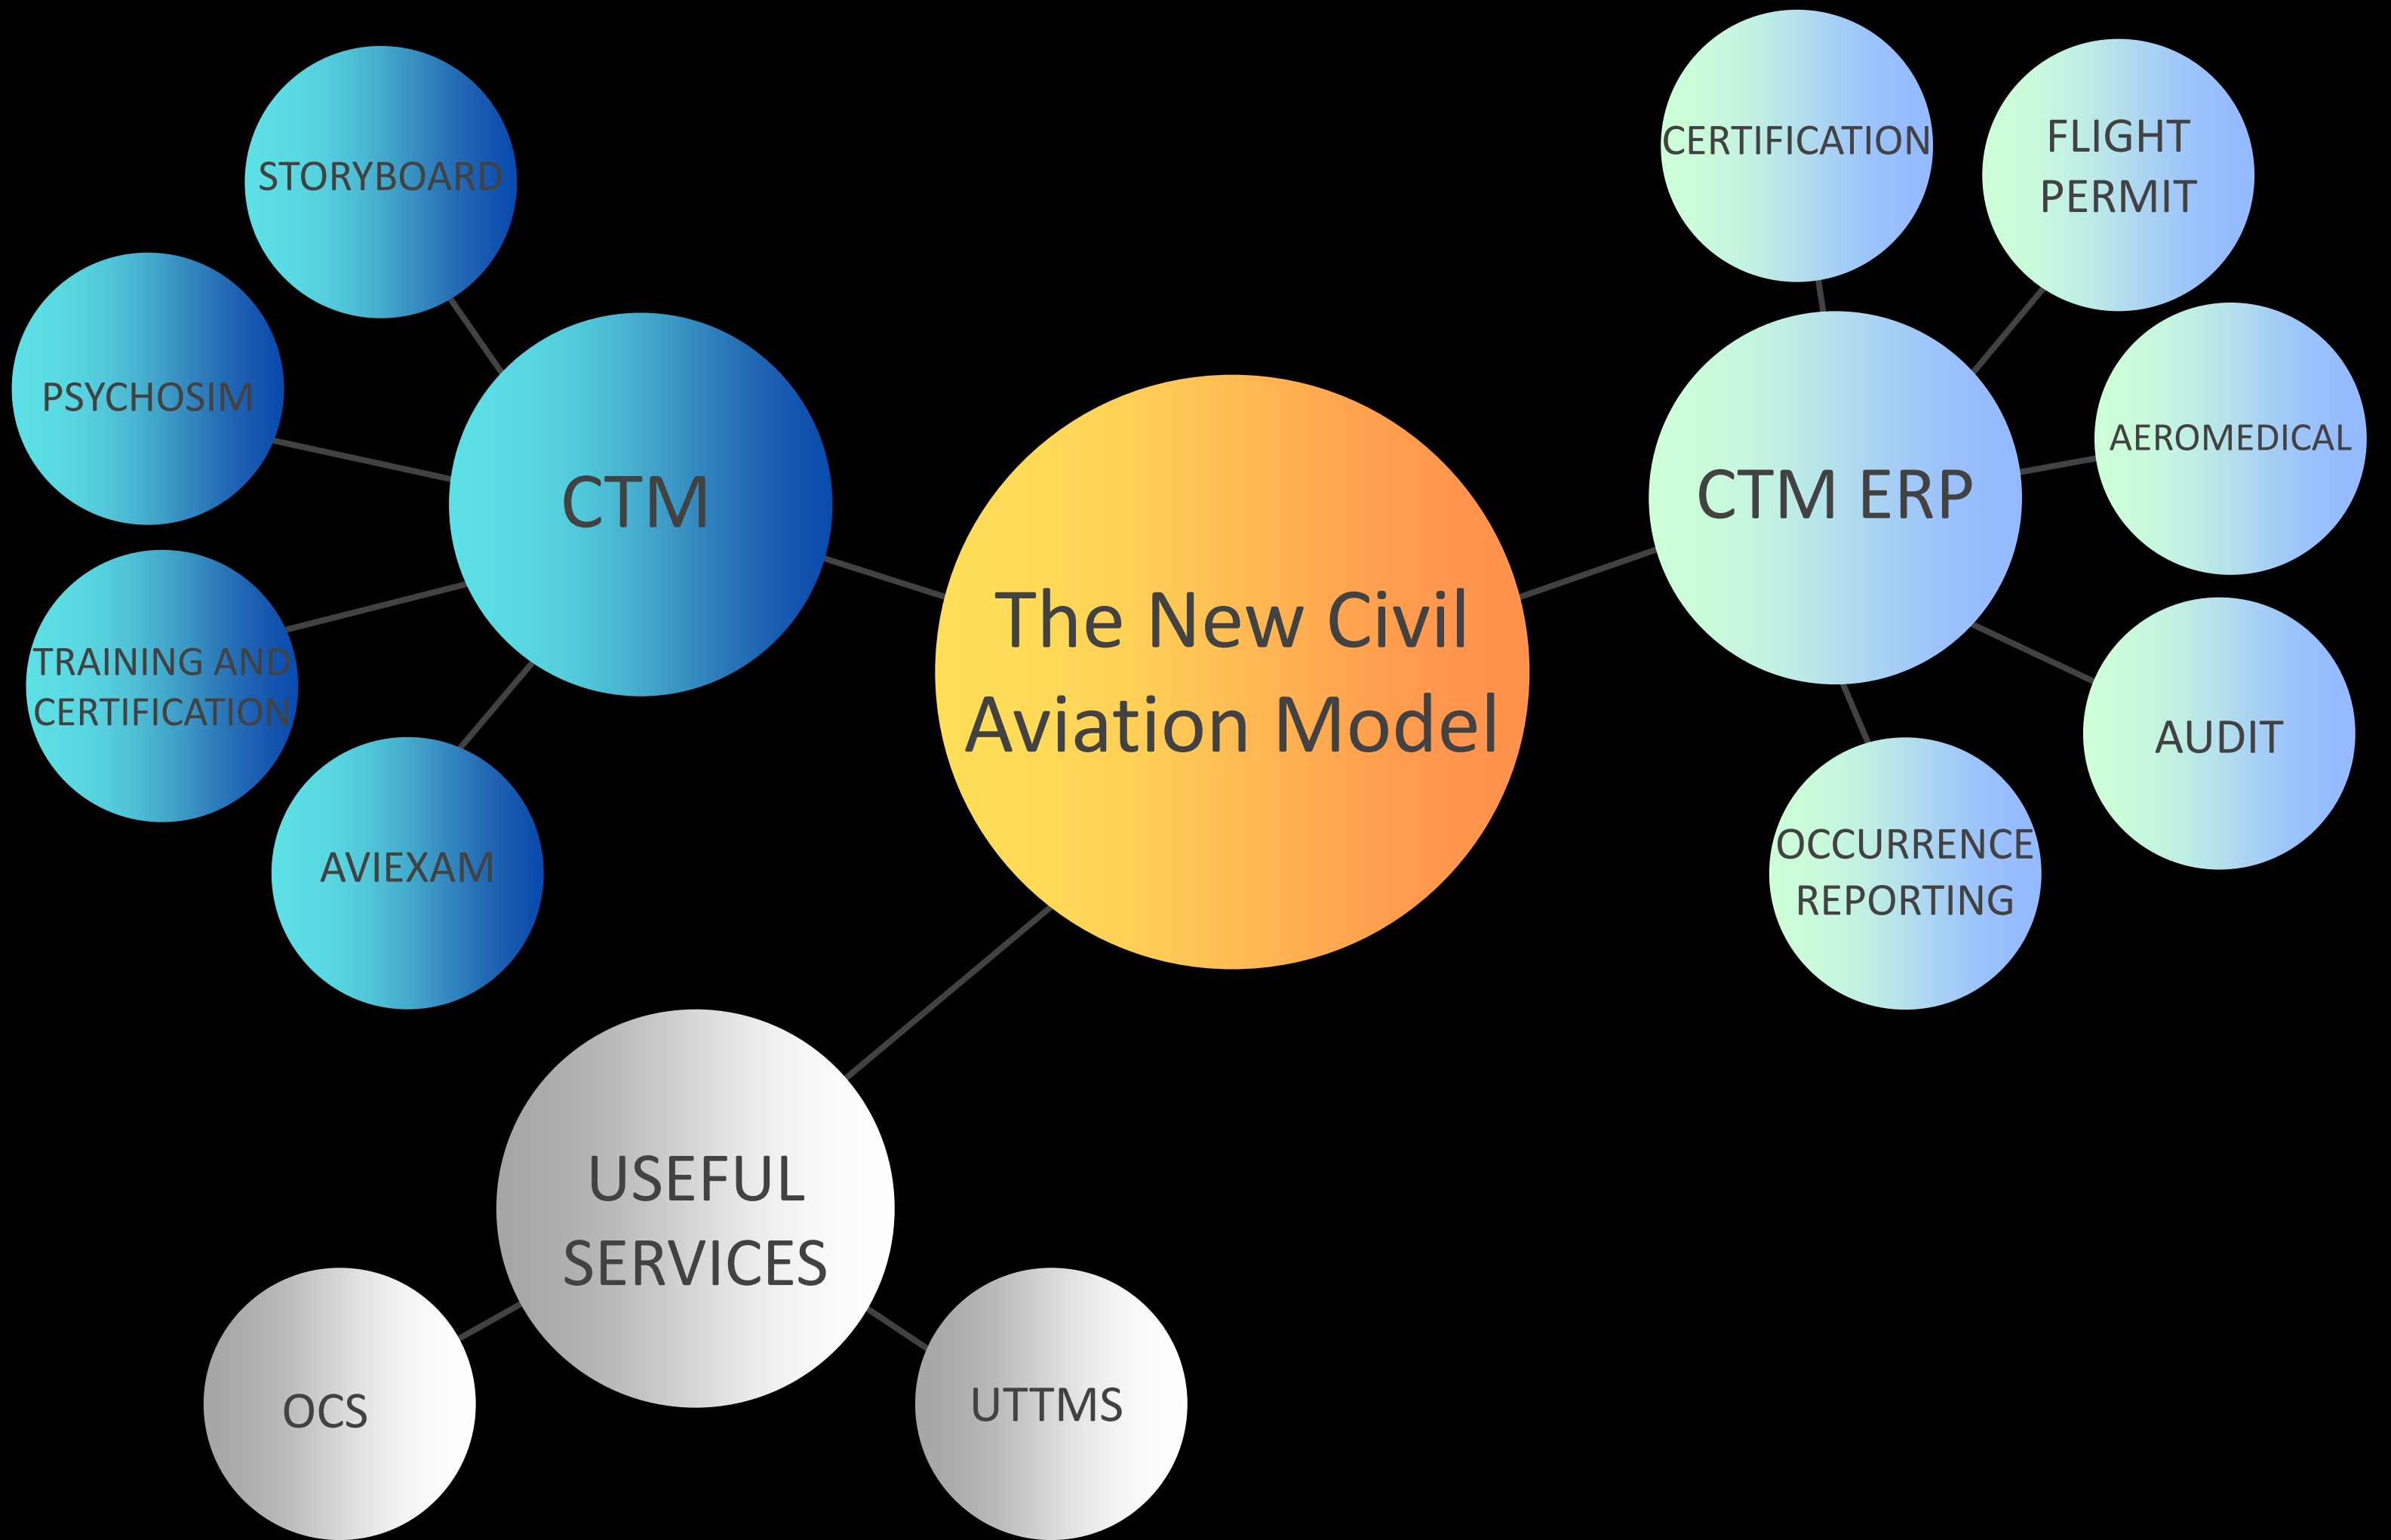 STORYBOARD
PSYCHOSIM
CTM
TRAINING AND
CERTIFICATION
AVIEXAM
The New Civil
Aviation Model
CERTIFICATION
FLIGHT
PERMIT
AEROMEDICAL
CTM ERP
AUDIT
OCCURRENCE
REPORTING
USEFUL
SERVICES
OCS
UTTMS